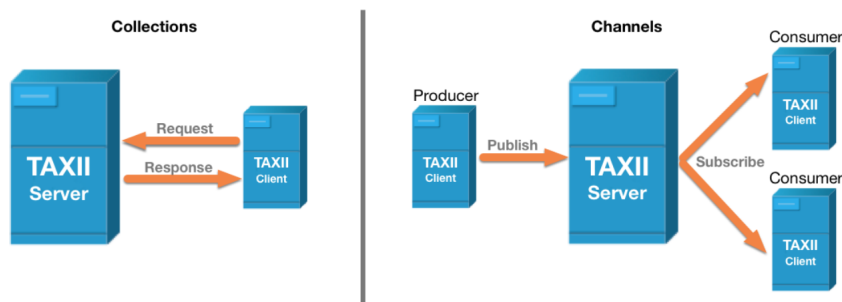 Collections
Request
Response
TAXII
Server
TAXII
Client
Channels
Producer
TAXII
Client
Publish
TAXII
Server
Subscribe
Consumer
TAXII
Client
Consumer
TAXII
Client